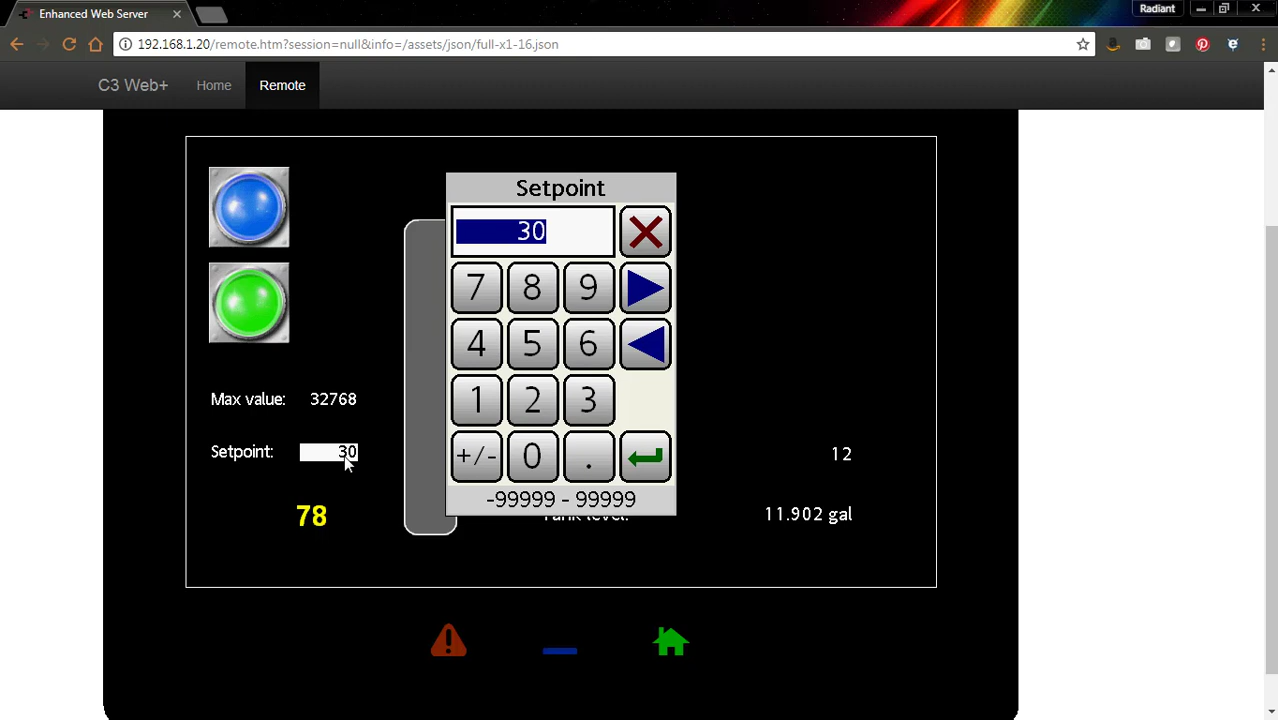 Enhanced Web Server
Radiant
192.168.1.20/remote.htm?session=null&info=/assets/json/full-x1-16.json
C3 Web+ Home Remote
Setpoint
30
7 8 9
4 5 6
1 2 3
+/- 0 .
-99999 - 99999
Max value: 32768
Setpoint: 30
78
12
Tank level: 11.902 gal